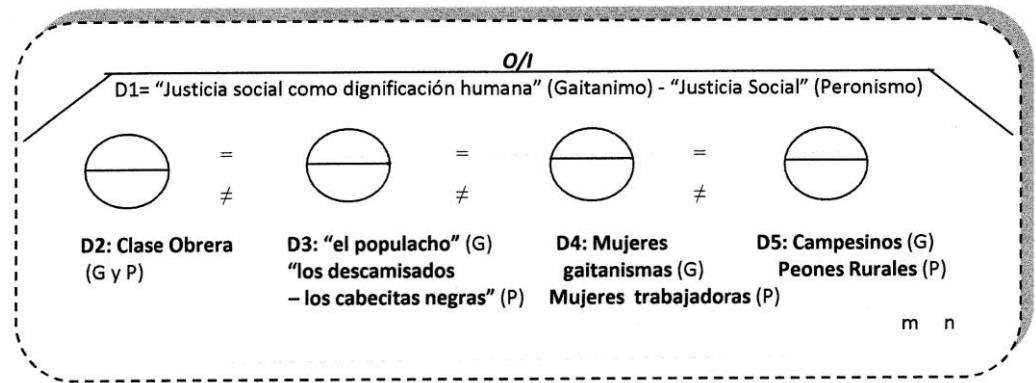 O/I
D1= “Justicia social como dignificación humana” (Gaitanimo) - “Justicia Social” (Peronismo)
= = =
≠ ≠ ≠
D2: Clase Obrera
(G y P)
D3: “el populacho” (G)
“los descamisados
– los cabecitas negras” (P)
D4: Mujeres
gaitanismas (G)
Mujeres trabajadoras (P)
D5: Campesinos (G)
Peones Rurales (P)
m n